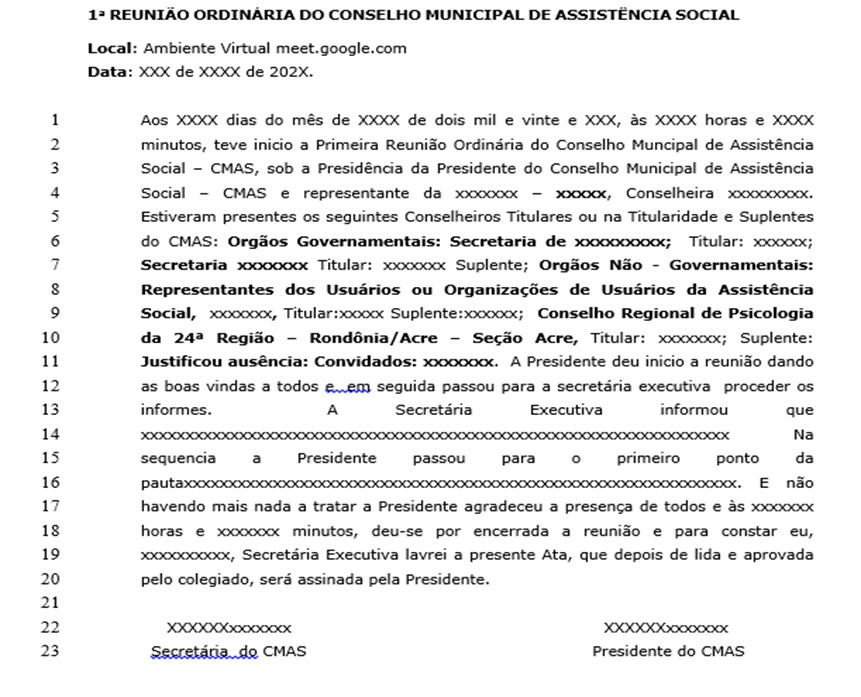 1ª REUNIÃO ORDINÁRIA DO CONSELHO MUNICIPAL DE ASSISTÊNCIA SOCIAL
Local: Ambiente Virtual meet.google.com
Data: XXX de XXXX de 202X.
1 Aos XXXX dias do mês de XXXX de dois mil e vinte e XXX, às XXXX horas e XXXX
2 minutos, teve inicio a Primeira Reunião Ordinária do Conselho Muncipal de Assistência
3 Social – CMAS, sob a Presidência da Presidente do Conselho Municipal de Assistência
4 Social – CMAS e representante da xxxxxxx – xxxxx, Conselheira xxxxxxxxx.
5 Estiveram presentes os seguintes Conselheiros Titulares ou na Titularidade e Suplentes
6 do CMAS: Orgãos Governamentais: Secretaria de xxxxxxxxx; Titular: xxxxxx;
7 Secretaria xxxxxxx Titular: xxxxxxx Suplente; Orgãos Não - Governamentais:
8 Representantes dos Usuários ou Organizações de Usuários da Assistência
9 Social, xxxxxxx, Titular:xxxxx Suplente:xxxxxx; Conselho Regional de Psicologia
10 da 24ª Região – Rondônia/Acre – Seção Acre, Titular: xxxxxxx; Suplente:
11 Justificou ausência: Convidados: xxxxxxx. A Presidente deu inicio a reunião dando
12 as boas vindas a todos e em seguida passou para a secretária executiva proceder os
13 informes. A Secretária Executiva informou que
14 xxxxxxxxxxxxxxxxxxxxxxxxxxxxxxxxxxxxxxxxxxxxxxxxxxxxxxxxxxxxxxxxxx Na
15 sequencia a Presidente passou para o primeiro ponto da
16 pautaxxxxxxxxxxxxxxxxxxxxxxxxxxxxxxxxxxxxxxxxxxxxxxxxxxxxxxxxxxxxxx. E não
17 havendo mais nada a tratar a Presidente agradeceu a presença de todos e às xxxxxxx
18 horas e xxxxxxx minutos, deu-se por encerrada a reunião e para constar eu,
19 xxxxxxxxxx, Secretária Executiva lavrei a presente Ata, que depois de lida e aprovada
20 pelo colegiado, será assinada pela Presidente.
21
22 XXXXXXxxxxxxx XXXXXXxxxxxxx
23 Secretária do CMAS Presidente do CMAS